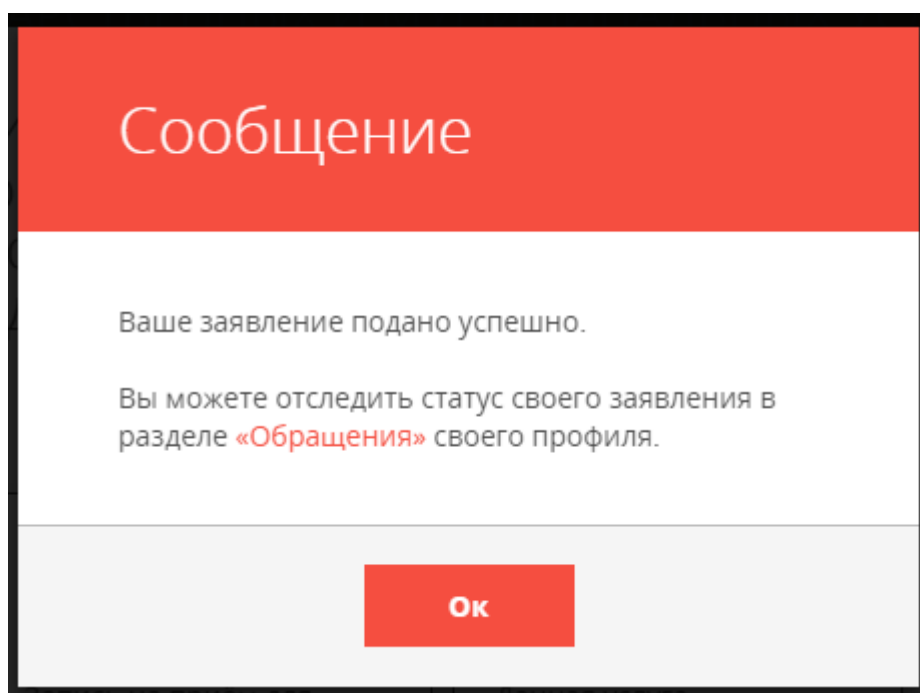 Сообщение
Ваше заявление подано успешно.
Вы можете отследить статус своего заявления в
разделе «Обращения» своего профиля.
Ок